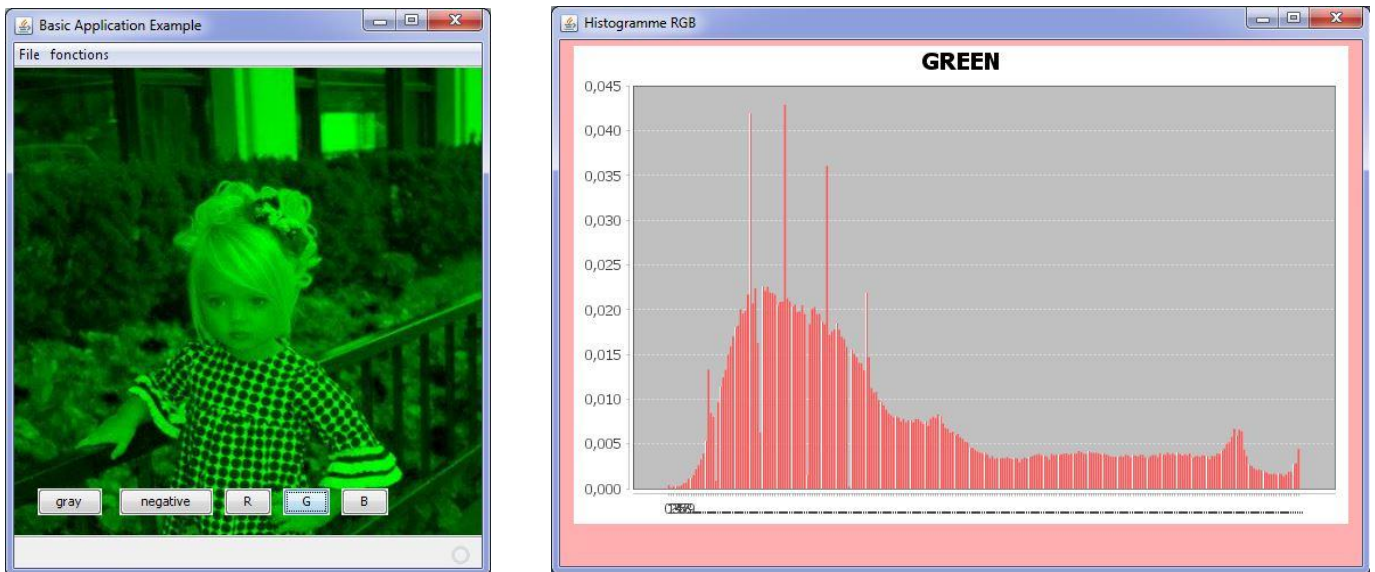 Basic Application Example
File fonctions
gray negative R G B
Histogramme RGB
GREEN
0,045
0,040
0,035
0,030
0,025
0,020
0,015
0,010
0,005
0,000